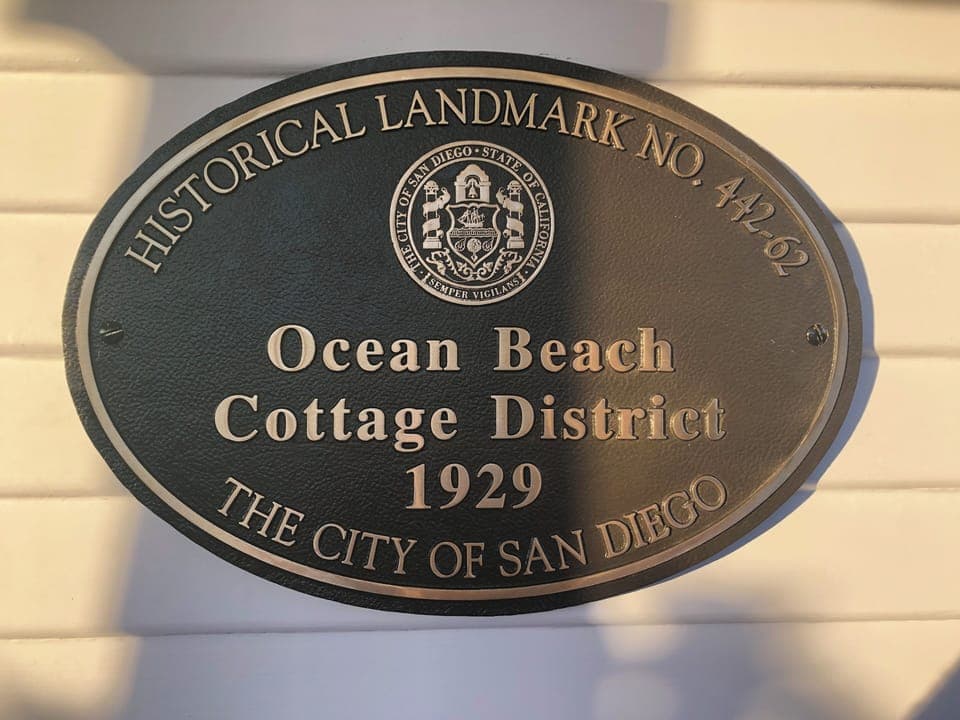 HISTORICAL LANDMARK NO. 442-62
THE CITY OF SAN DIEGO • STATE OF CALIFORNIA •
SEMPER VIGILANS
Ocean Beach
Cottage District
1929
THE CITY OF SAN DIEGO